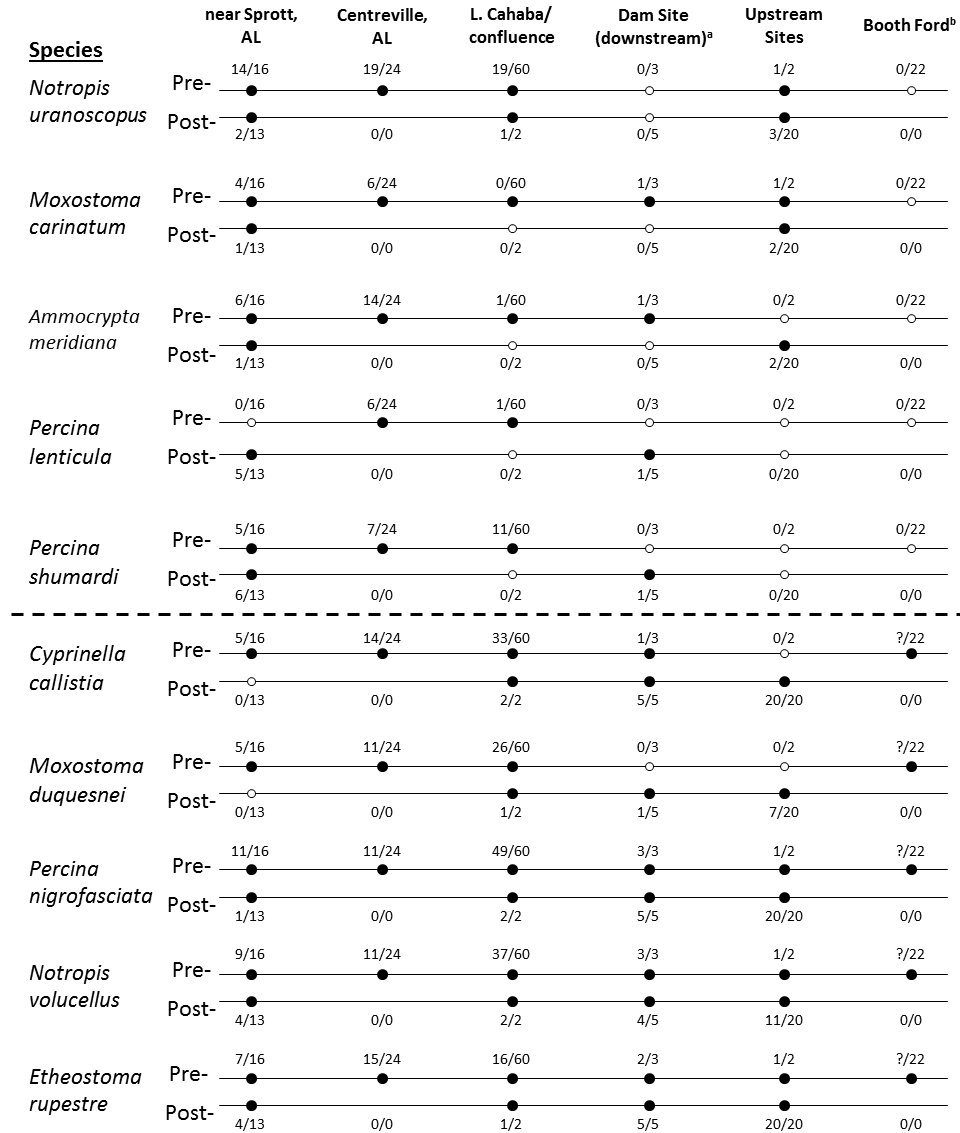 near Sprott, Centreville, L. Cahaba/ Dam Site Upstream Booth Fordᵇ
AL AL confluence (downstream)ᵃ Sites
Species
14/16 19/24 19/60 0/3 1/2 0/22
Notropis Pre-
uranoscopus Post-
2/13 0/0 1/2 0/5 3/20 0/0
4/16 6/24 0/60 1/3 1/2 0/22
Moxostoma Pre-
carinatum Post-
1/13 0/0 0/2 0/5 2/20 0/0
6/16 14/24 1/60 1/3 0/2 0/22
Ammocrypta Pre-
meridiana Post-
1/13 0/0 0/2 0/5 2/20 0/0
0/16 6/24 1/60 0/3 0/2 0/22
Percina Pre-
lenticula Post-
5/13 0/0 0/2 1/5 0/20 0/0
5/16 7/24 11/60 0/3 0/2 0/22
Percina Pre-
shumardi Post-
6/13 0/0 0/2 1/5 0/20 0/0
5/16 14/24 33/60 1/3 0/2 ?/22
Cyprinella Pre-
callistia Post-
0/13 0/0 2/2 5/5 20/20 0/0
5/16 11/24 26/60 0/3 0/2 ?/22
Moxostoma Pre-
duquesnei Post-
0/13 0/0 1/2 1/5 7/20 0/0
11/16 11/24 49/60 3/3 1/2 ?/22
Percina Pre-
nigrofasciata Post-
1/13 0/0 2/2 5/5 20/20 0/0
9/16 11/24 37/60 3/3 1/2 ?/22
Notropis Pre-
volucellus Post-
4/13 0/0 2/2 4/5 11/20 0/0
7/16 15/24 16/60 2/3 1/2 ?/22
Etheostoma Pre-
rupestre Post-
4/13 0/0 1/2 5/5 20/20 0/0